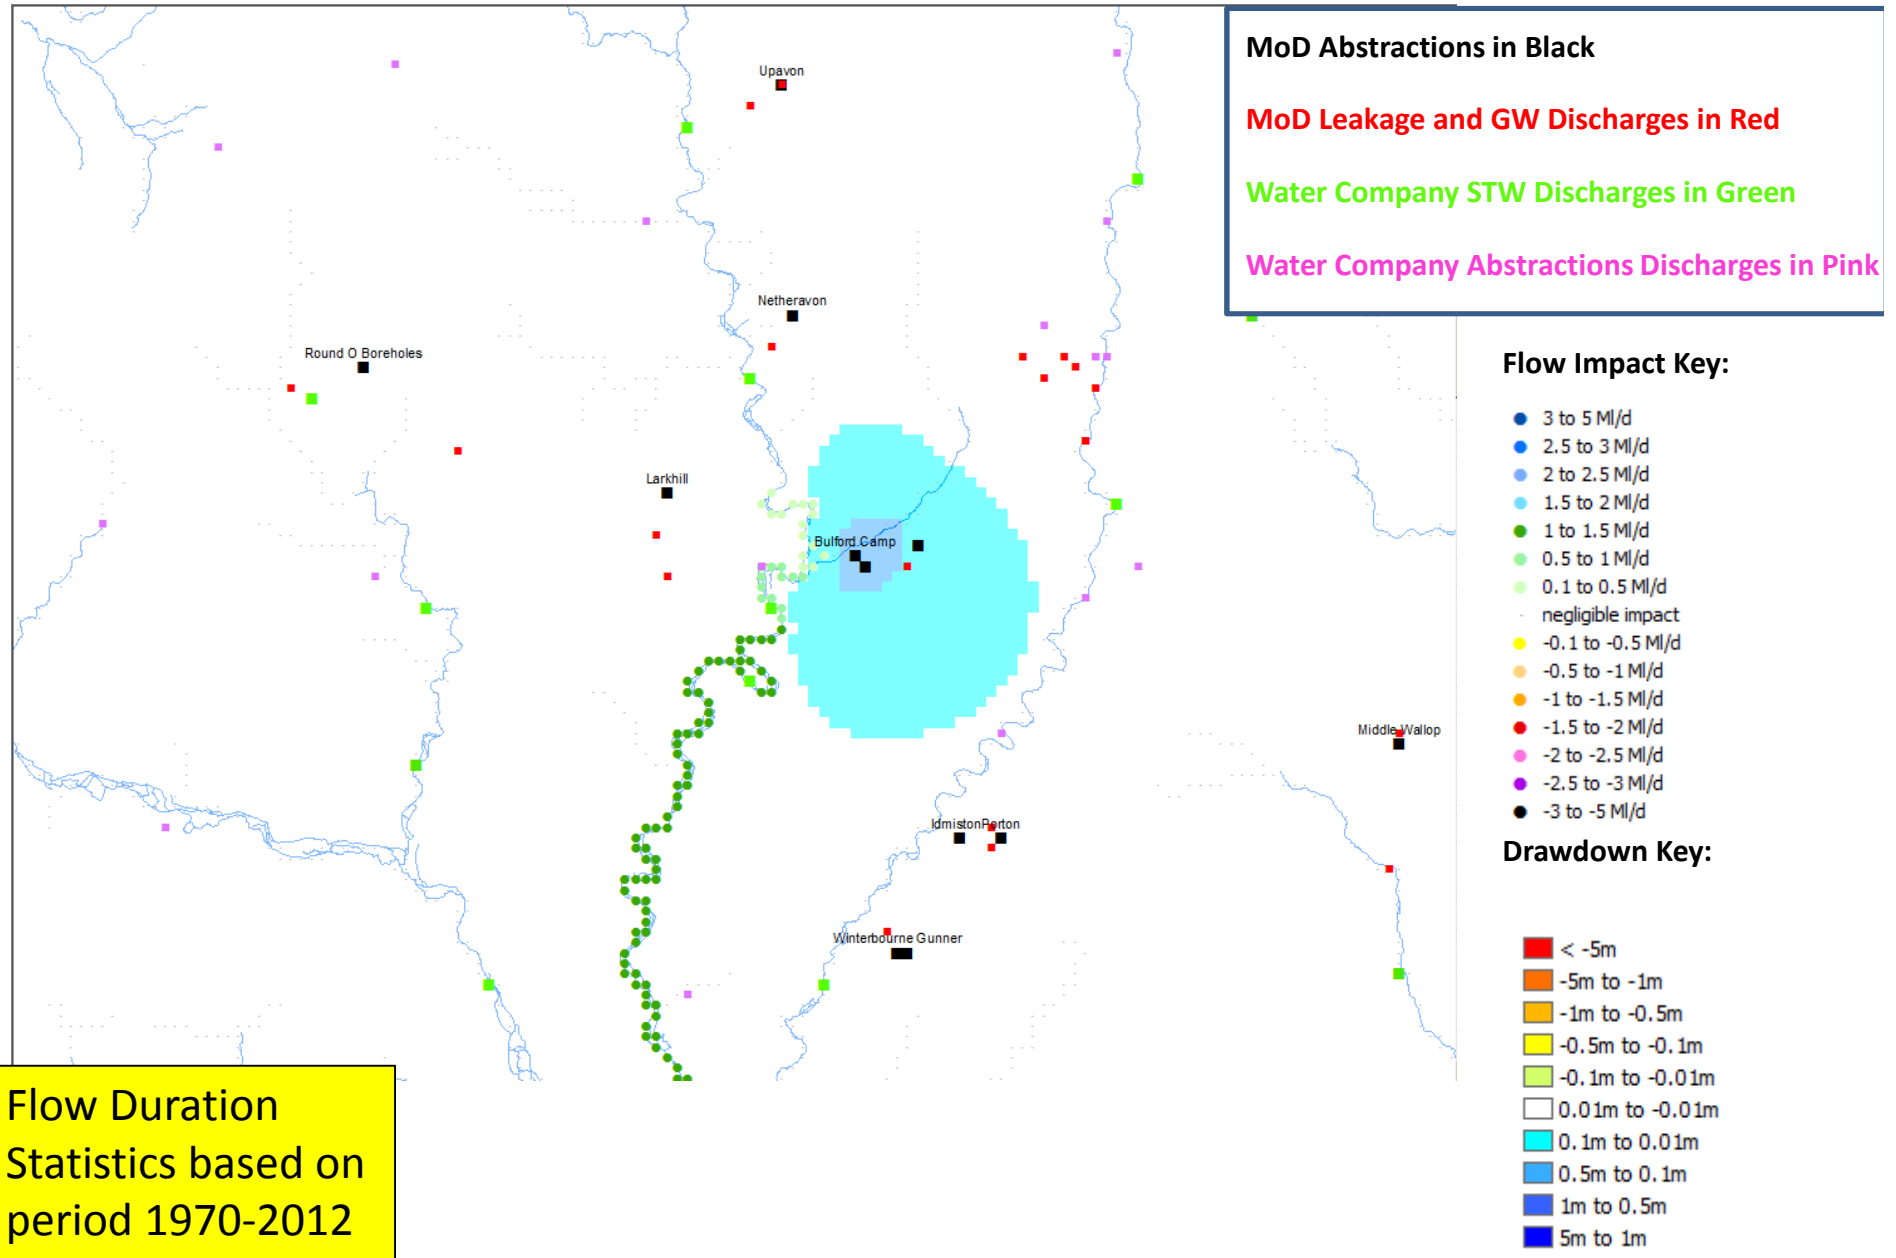 MoD Abstractions in Black
MoD Leakage and GW Discharges in Red
Water Company STW Discharges in Green
Water Company Abstractions Discharges in Pink
Upavon
Netheravon
Round O Boreholes
Larkhill
Bulford Camp
Middle Wallop
Idmiston
Porton
Winterbourne Gunner
Flow Impact Key:
3 to 5 Ml/d
2.5 to 3 Ml/d
2 to 2.5 Ml/d
1.5 to 2 Ml/d
1 to 1.5 Ml/d
0.5 to 1 Ml/d
0.1 to 0.5 Ml/d
negligible impact
-0.1 to -0.5 Ml/d
-0.5 to -1 Ml/d
-1 to -1.5 Ml/d
-1.5 to -2 Ml/d
-2 to -2.5 Ml/d
-2.5 to -3 Ml/d
-3 to -5 Ml/d
Drawdown Key:
< -5m
-5m to -1m
-1m to -0.5m
-0.5m to -0.1m
-0.1m to -0.01m
0.01m to -0.01m
0.1m to 0.01m
0.5m to 0.1m
1m to 0.5m
5m to 1m
Flow Duration
Statistics based on
period 1970-2012